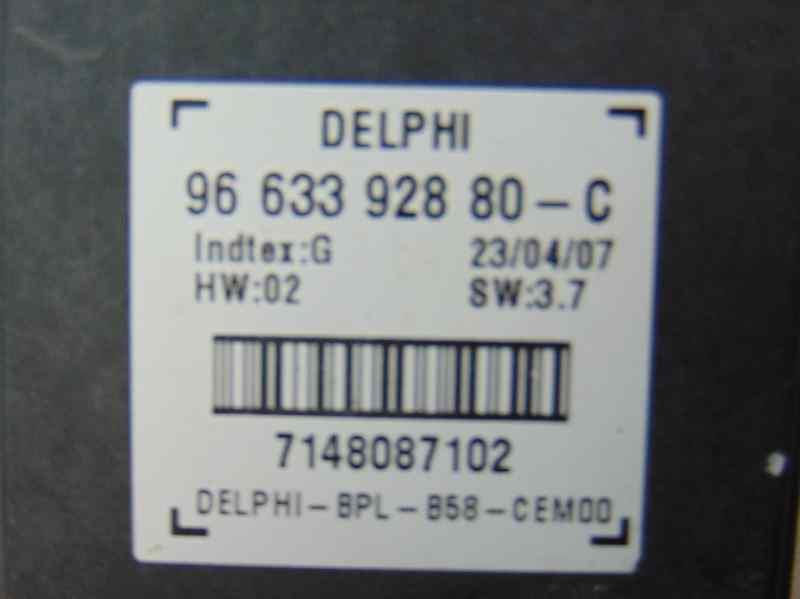 DELPHI
96 633 928 80-C
Indtex:G 23/04/07
HW:02 SW:3.7
7148087102
DELPHI-BPL-B58-CEM00